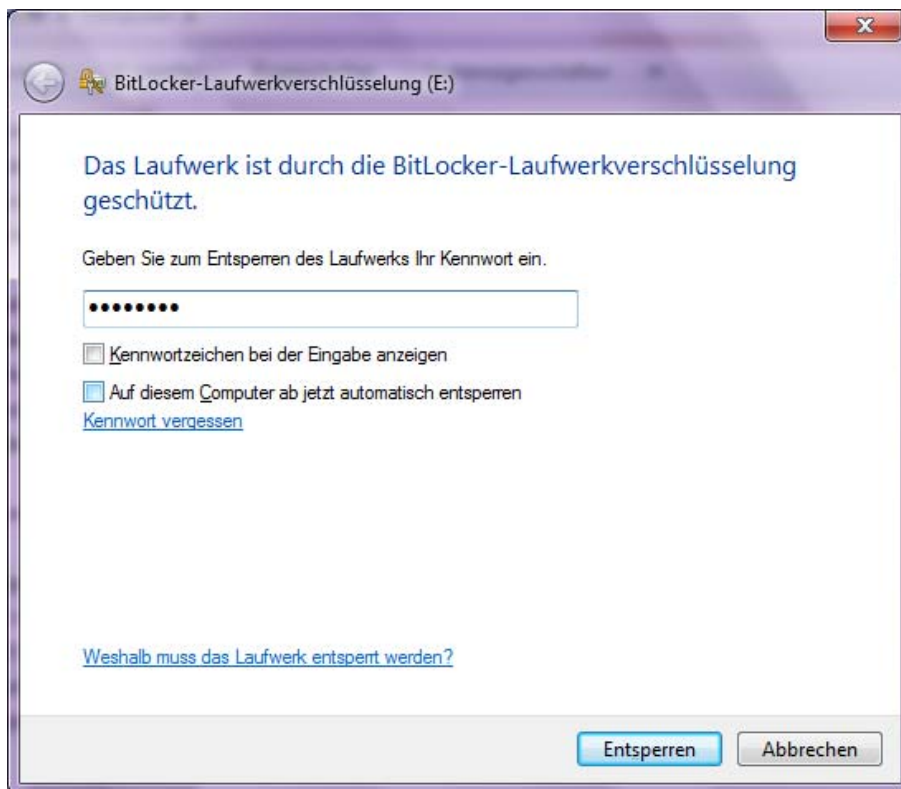 BitLocker-Laufwerkverschlüsselung (E:)
Das Laufwerk ist durch die BitLocker-Laufwerkverschlüsselung
geschützt.
Geben Sie zum Entsperren des Laufwerks Ihr Kennwort ein.
Kennwortzeichen bei der Eingabe anzeigen
Auf diesem Computer ab jetzt automatisch entsperren
Kennwort vergessen
Weshalb muss das Laufwerk entsperrt werden?
Entsperren
Abbrechen